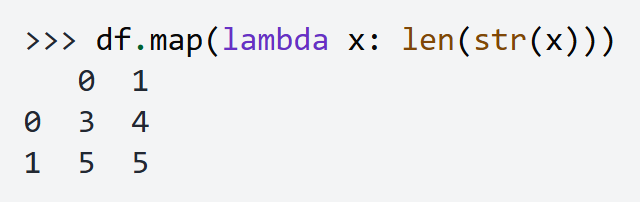 >>> df.map(lambda x: len(str(x)))
   0  1
0  3  4
1  5  5